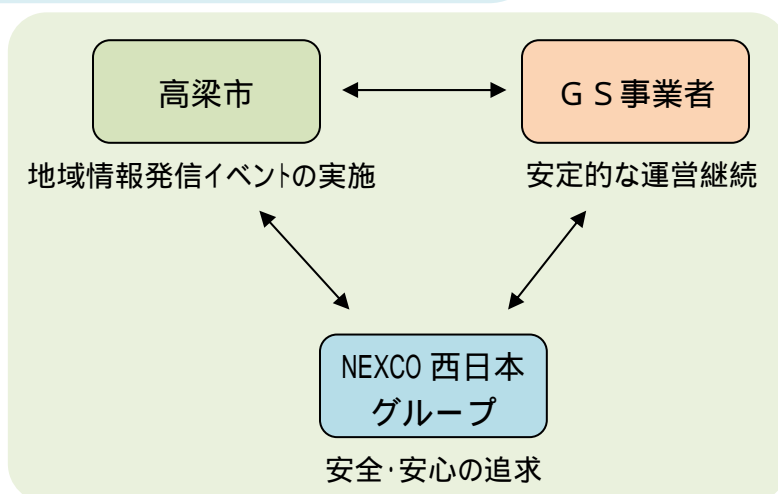 高梁市
ＧＳ事業者
地域情報発信イベントの実施
安定的な運営継続
NEXCO 西日本
グループ
安全･安心の追求